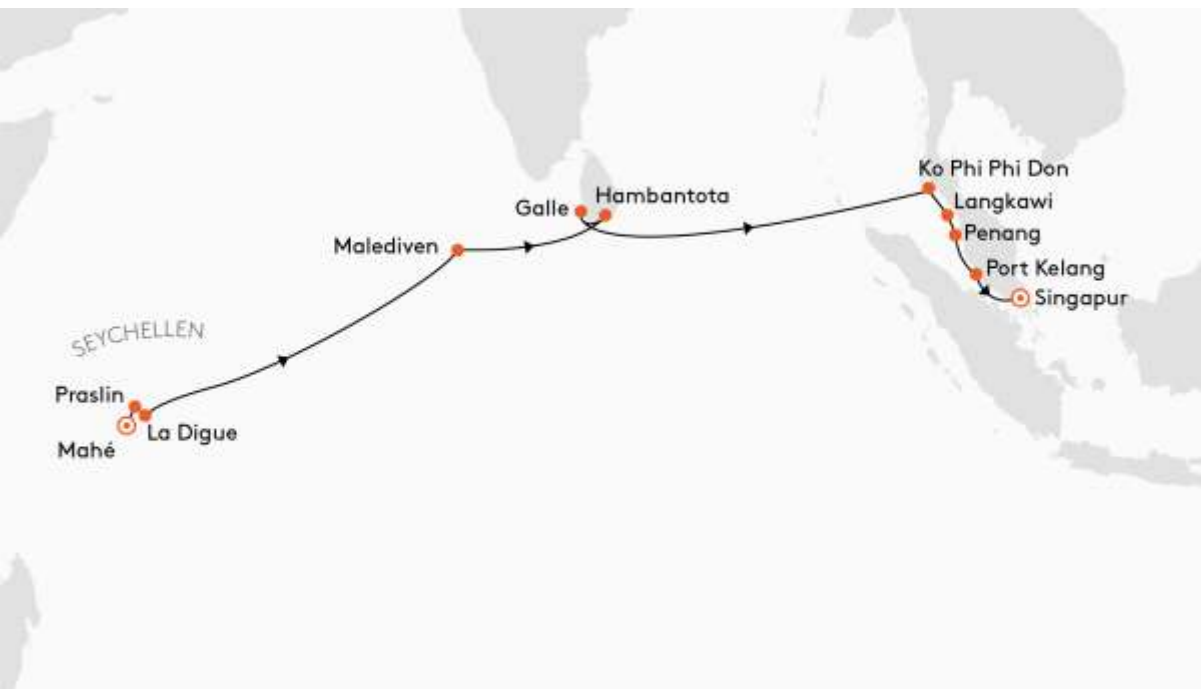 Ko Phi Phi Don
Langkawi
Hambantota
Galle
Penang
Malediven
Port Kelang
Singapur
SEYCHELLEN
Praslin
La Digue
Mahé